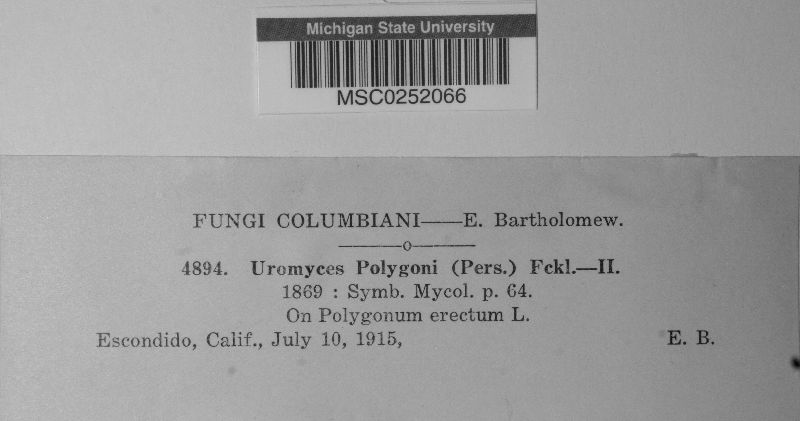 Michigan State University
MSC0252066
FUNGI COLUMBIANI——E. Bartholomew.
————o————
4894. Uromyces Polygoni (Pers.) Fckl.—II.
1869 : Symb. Mycol. p. 64.
On Polygonum erectum L.
Escondido, Calif., July 10, 1915, E. B.